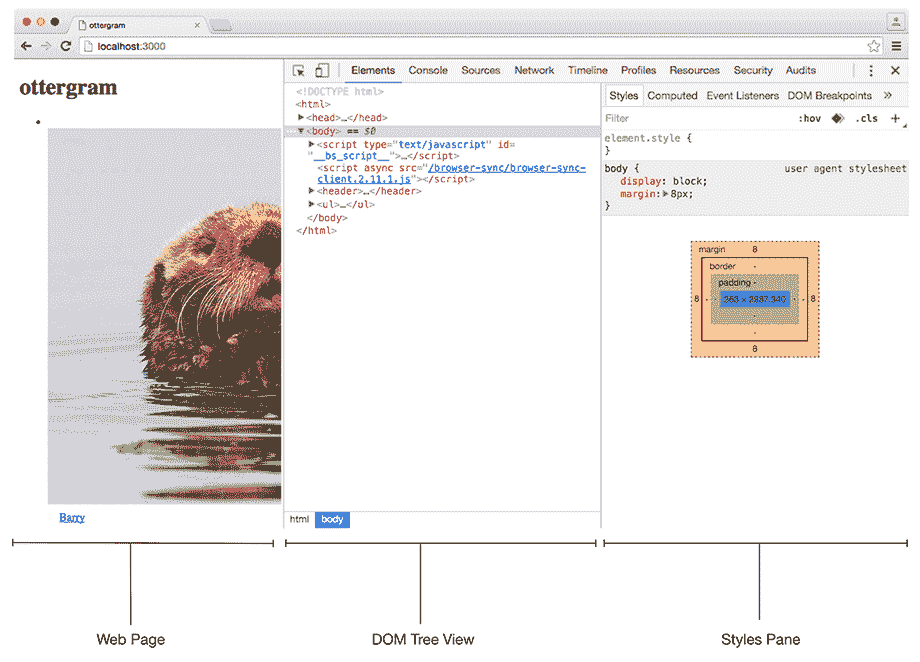 ottergram
localhost:3000
ottergram
Barry
Elements Console Sources Network Timeline Profiles Resources Security Audits
<!DOCTYPE html>
<html>
<head>…</head>
<body> == $0
<script type="text/javascript" id=
"__bs_script__">…</script>
<script async src="/browser-sync/browser-sync-
client.2.11.1.js"></script>
<header>…</header>
<ul>…</ul>
</body>
</html>
html body
Styles Computed Event Listeners DOM Breakpoints »
Filter :hov .cls +
element.style {
}
body { user agent stylesheet
display: block;
margin: 8px;
}
margin 8
border -
padding -
8 - - 363 × 2287.340 - - 8
-
-
8
Web Page
DOM Tree View
Styles Pane